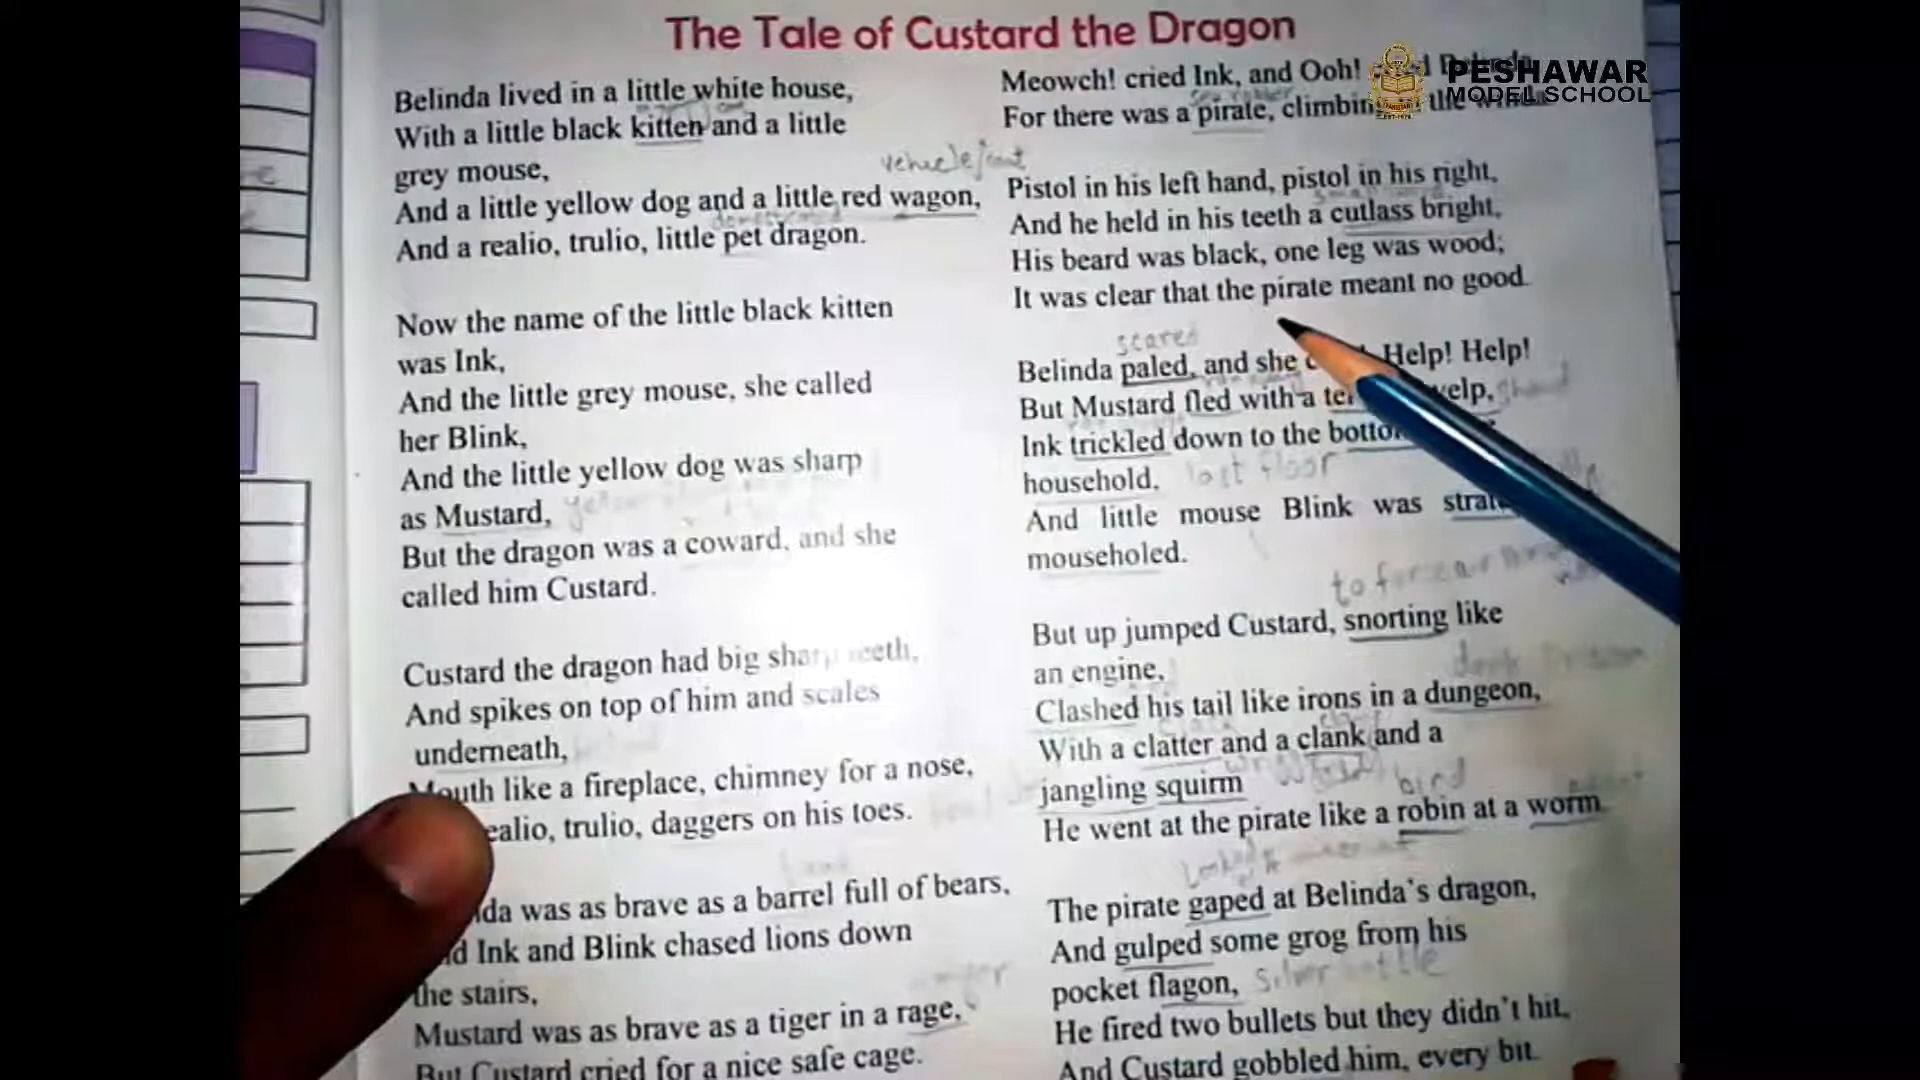 The Tale of Custard the Dragon
Belinda lived in a little white house,
With a little black kitten and a little
grey mouse,
vehicle/cart
And a little yellow dog and a little red wagon,
And a realio, trulio, little pet dragon.
Now the name of the little black kitten
was Ink,
And the little grey mouse, she called
her Blink,
And the little yellow dog was sharp
as Mustard,
But the dragon was a coward, and she
called him Custard.
Custard the dragon had big sharp teeth,
And spikes on top of him and scales
underneath,
Mouth like a fireplace, chimney for a nose,
ealio, trulio, daggers on his toes.
da was as brave as a barrel full of bears,
d Ink and Blink chased lions down
the stairs,
Mustard was as brave as a tiger in a rage,
But Custard cried for a nice safe cage.
Meowch! cried Ink, and Ooh!
For there was a pirate, climbing
PESHAWAR
MODEL SCHOOL
Pistol in his left hand, pistol in his right,
And he held in his teeth a cutlass bright,
His beard was black, one leg was wood;
It was clear that the pirate meant no good.
scared
Belinda paled, and she Help! Help!
But Mustard fled with a yelp,
Ink trickled down to the
household, last floor
And little mouse Blink was
mouseholed.
But up jumped Custard, snorting like
an engine,
Clashed his tail like irons in a dungeon,
With a clatter and a clank and a
jangling squirm
bird
He went at the pirate like a robin at a worm
The pirate gaped at Belinda's dragon,
And gulped some grog from his
pocket flagon, silver bottle
He fired two bullets but they didn't hit,
And Custard gobbled him, every bit.